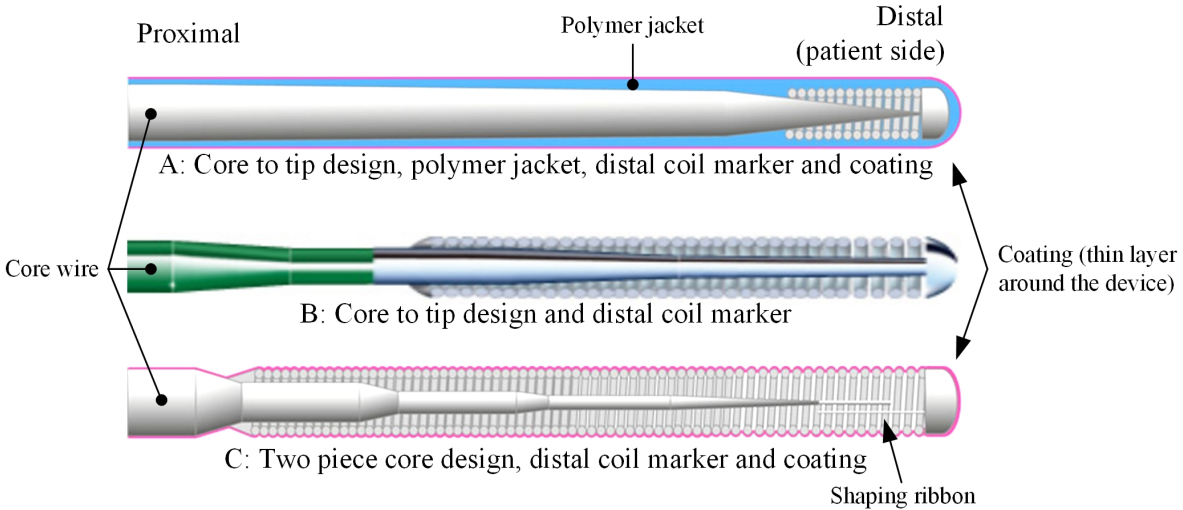 Proximal
Polymer jacket
Distal
(patient side)
A: Core to tip design, polymer jacket, distal coil marker and coating
Core wire
Coating (thin layer
around the device)
B: Core to tip design and distal coil marker
C: Two piece core design, distal coil marker and coating
Shaping ribbon